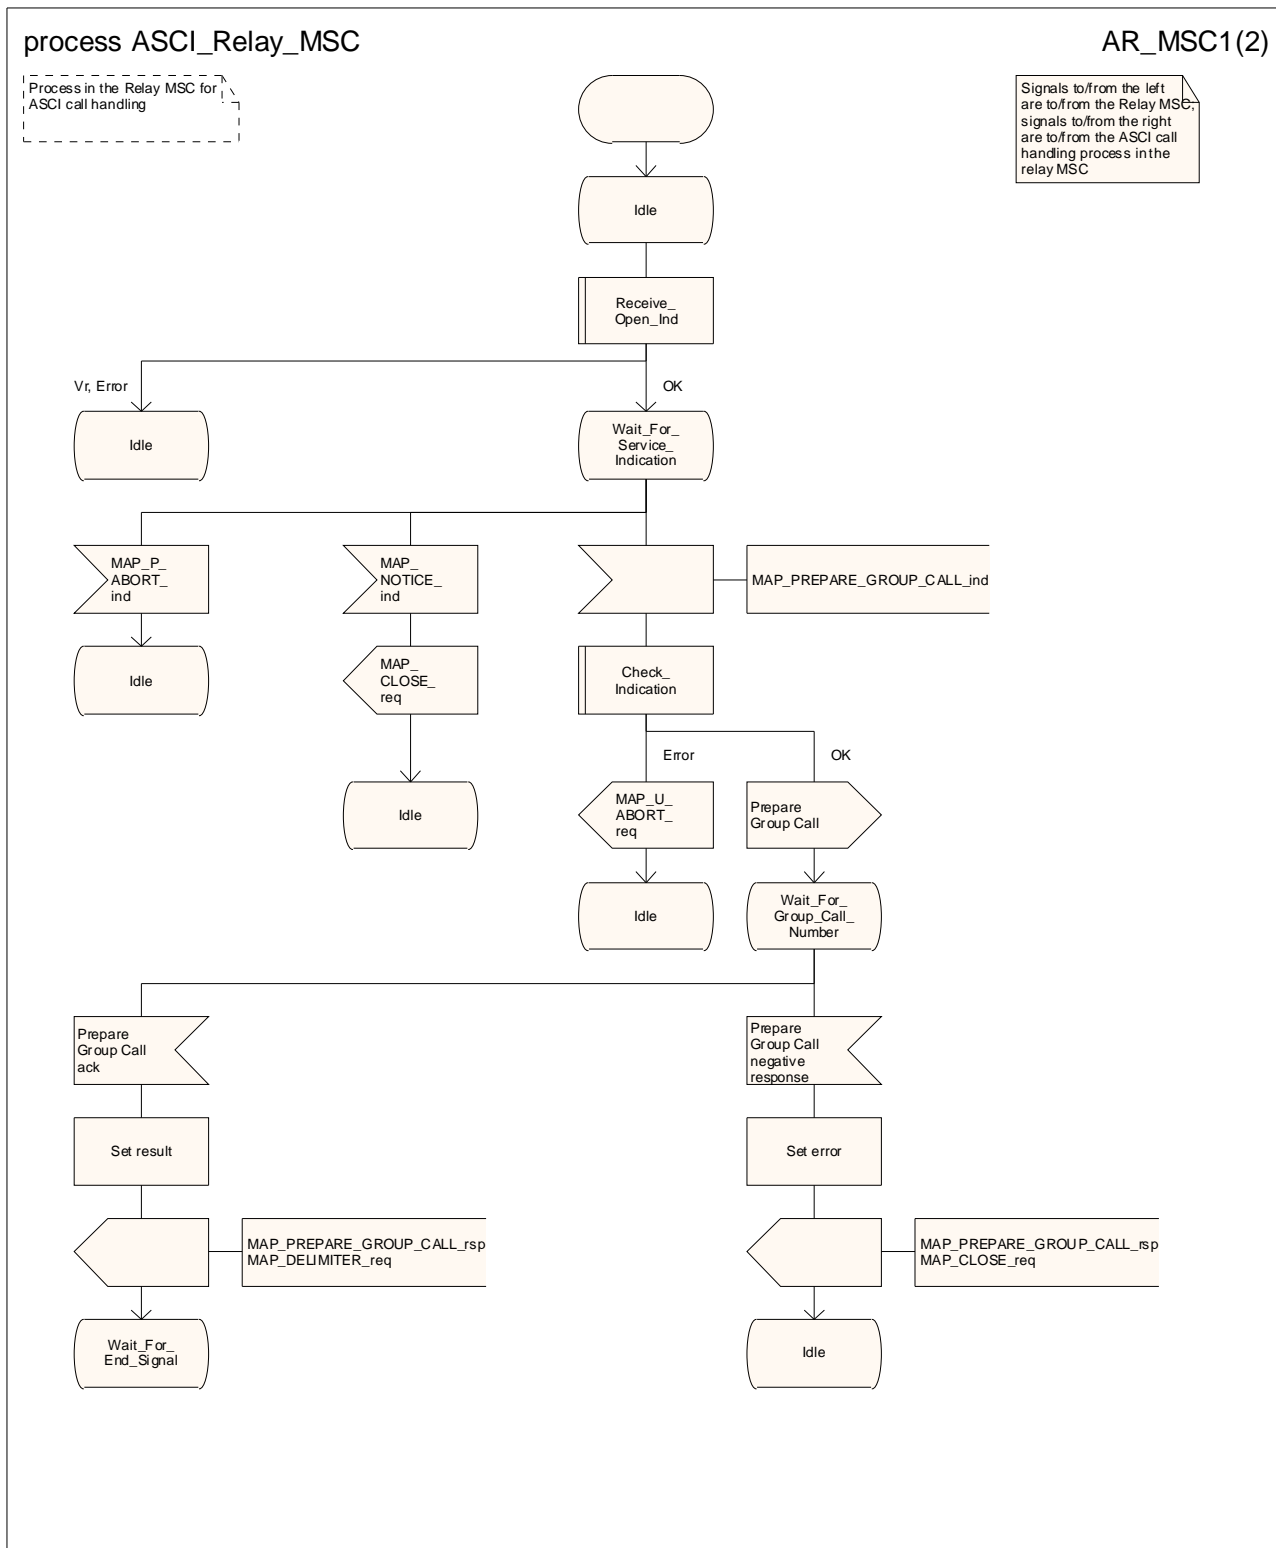 process ASCI_Relay_MSC
AR_MSC1(2)
Process in the Relay MSC for
ASCI call handling
Signals to/from the left
are to/from the Relay MSC;
signals to/from the right
are to/from the ASCI call
handling process in the
relay MSC
Idle
Receive_
Open_Ind
Vr, Error
OK
Idle
Wait_For_
Service_
Indication
MAP_P_
ABORT_
ind
MAP_
NOTICE_
ind
MAP_PREPARE_GROUP_CALL_ind
Idle
MAP_
CLOSE_
req
Check_
Indication
Error
OK
Idle
MAP_U_
ABORT_
req
Prepare
Group Call
Idle
Wait_For_
Group_Call_
Number
Prepare
Group Call
ack
Prepare
Group Call
negative
response
Set result
Set error
MAP_PREPARE_GROUP_CALL_rsp
MAP_DELIMITER_req
MAP_PREPARE_GROUP_CALL_rsp
MAP_CLOSE_req
Wait_For_
End_Signal
Idle